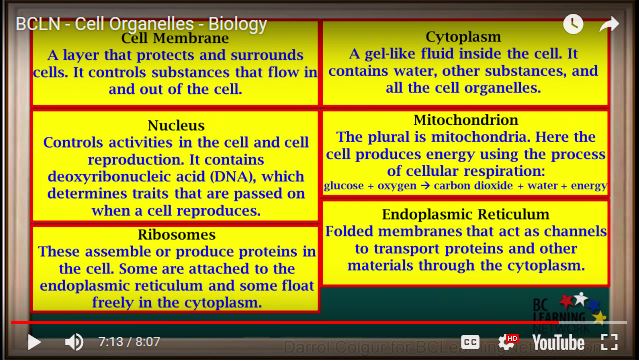 BCLN - Cell Organelles - Biology
Cell Membrane
A layer that protects and surrounds
cells. It controls substances that flow in
and out of the cell.
Cytoplasm
A gel-like fluid inside the cell. It
contains water, other substances, and
all the cell organelles.
Nucleus
Controls activities in the cell and cell
reproduction. It contains
deoxyribonucleic acid (DNA), which
determines traits that are passed on
when a cell reproduces.
Mitochondrion
The plural is mitochondria. Here the
cell produces energy using the process
of cellular respiration:
glucose + oxygen → carbon dioxide + water + energy
Ribosomes
These assemble or produce proteins in
the cell. Some are attached to the
endoplasmic reticulum and some float
freely in the cytoplasm.
Endoplasmic Reticulum
Folded membranes that act as channels
to transport proteins and other
materials through the cytoplasm.
BC
LEARNING
NETWORK
7:13 / 8:07
CC
HD
YouTube